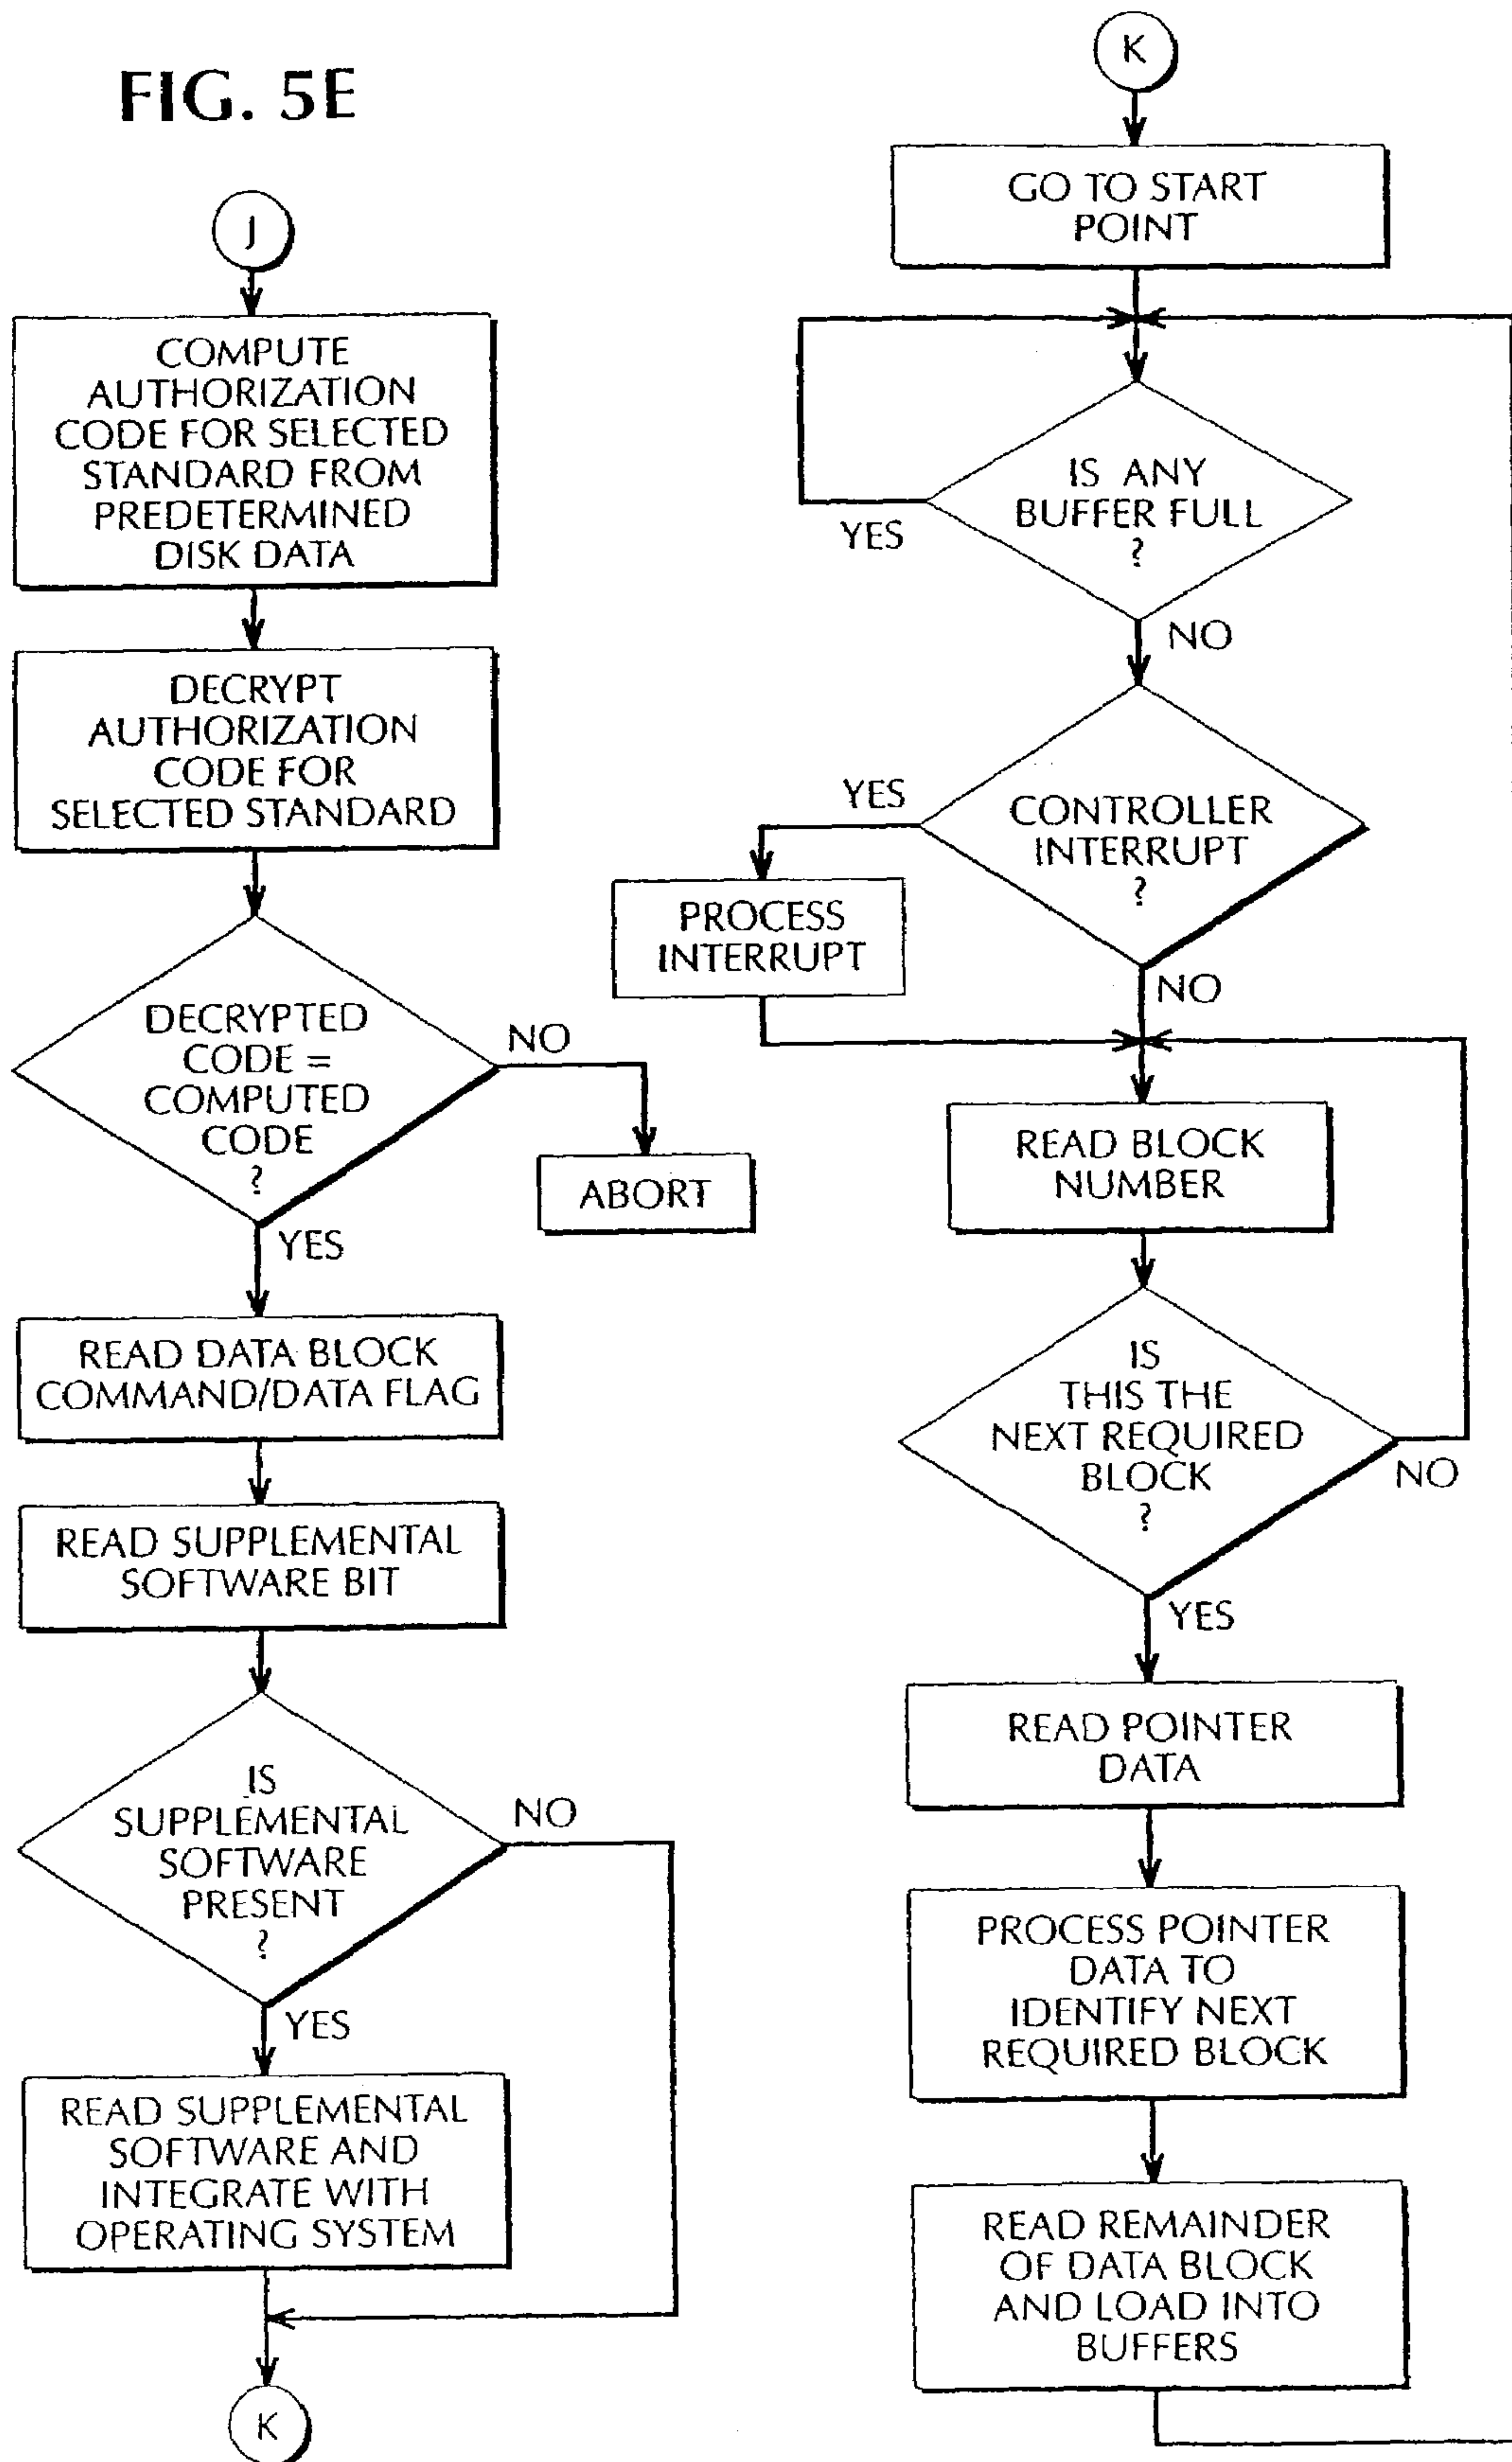 FIG. 5E
J
COMPUTE
AUTHORIZATION
CODE FOR SELECTED
STANDARD FROM
PREDETERMINED
DISK DATA
DECRYPT
AUTHORIZATION
CODE FOR
SELECTED STANDARD
DECRYPTED
CODE =
COMPUTED
CODE
?
NO
ABORT
YES
READ DATA BLOCK
COMMAND/DATA FLAG
READ SUPPLEMENTAL
SOFTWARE BIT
IS
SUPPLEMENTAL
SOFTWARE
PRESENT
?
NO
YES
READ SUPPLEMENTAL
SOFTWARE AND
INTEGRATE WITH
OPERATING SYSTEM
K
K
GO TO START
POINT
IS ANY
BUFFER FULL
?
YES
NO
CONTROLLER
INTERRUPT
?
YES
PROCESS
INTERRUPT
NO
READ BLOCK
NUMBER
IS
THIS THE
NEXT REQUIRED
BLOCK
?
NO
YES
READ POINTER
DATA
PROCESS POINTER
DATA TO
IDENTIFY NEXT
REQUIRED BLOCK
READ REMAINDER
OF DATA BLOCK
AND LOAD INTO
BUFFERS